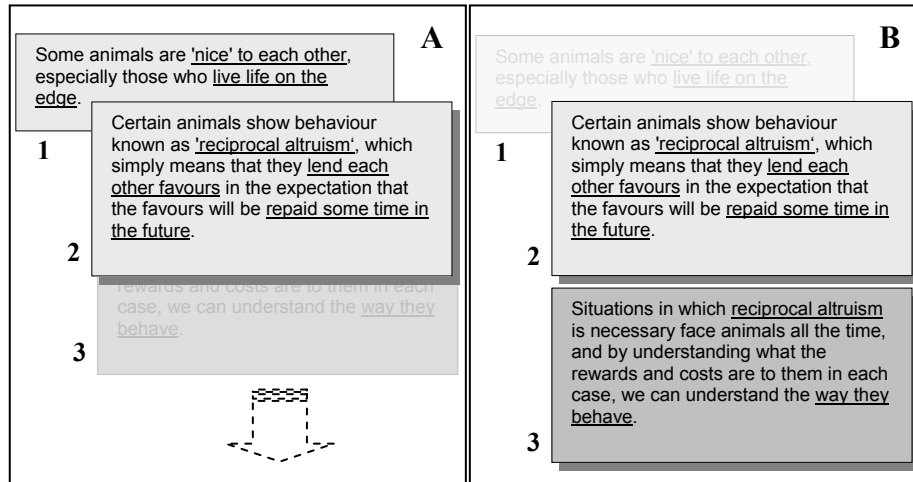 A
Some animals are 'nice' to each other,
especially those who live life on the
edge.
1
Certain animals show behaviour
known as 'reciprocal altruism‘, which
simply means that they lend each
other favours in the expectation that
the favours will be repaid some time in
the future.
2
rewards and costs are to them in each
case, we can understand the way they
behave.
3
B
Some animals are 'nice' to each other,
especially those who live life on the
edge.
1
Certain animals show behaviour
known as 'reciprocal altruism‘, which
simply means that they lend each
other favours in the expectation that
the favours will be repaid some time in
the future.
2
Situations in which reciprocal altruism
is necessary face animals all the time,
and by understanding what the
rewards and costs are to them in each
case, we can understand the way they
behave.
3